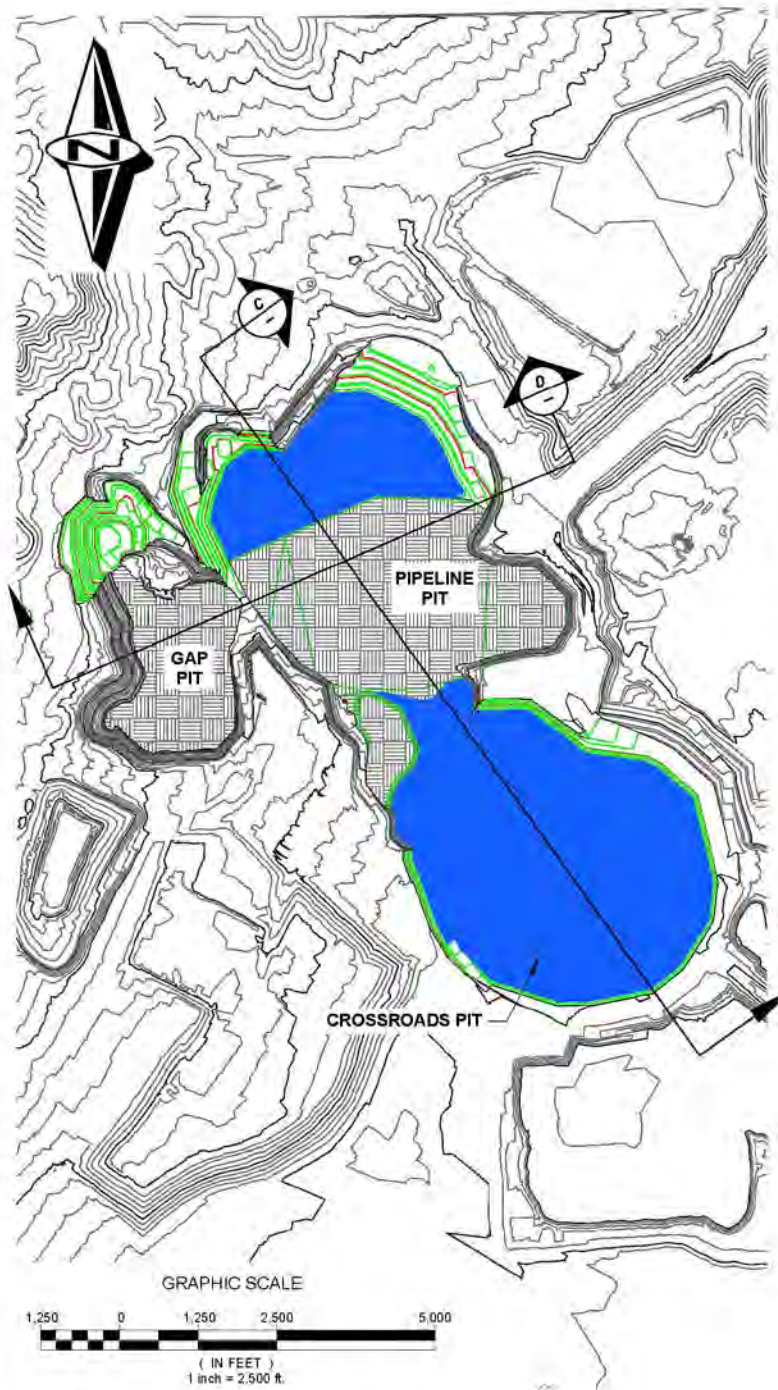 N
C
D
PIPELINE
PIT
GAP
PIT
CROSSROADS PIT
GRAPHIC SCALE
1,250 0 1,250 2,500 5,000
( IN FEET )
1 inch = 2,500 ft.